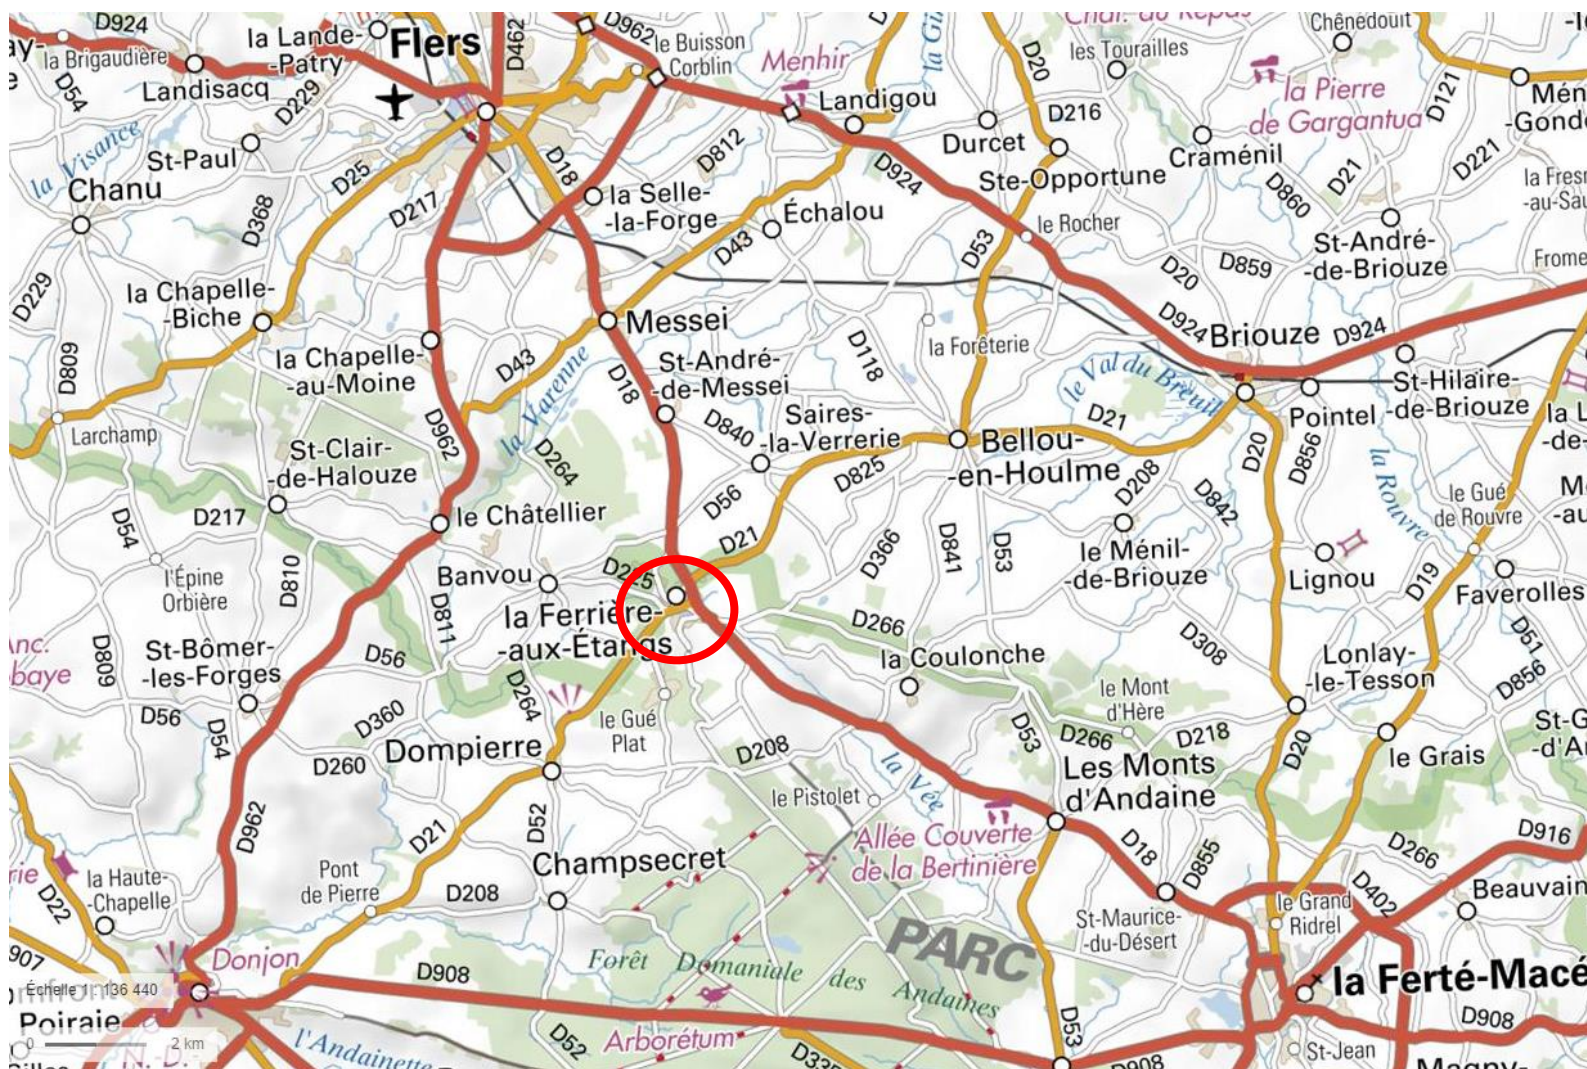 D924
la Brigaudière
Landisacq
la Lande-
-Patry
Flers
D462
D962
le Buisson
Corblin
Menhir
Landigou
D20
les Tourailles
Chênedouit
la Pierre
de Gargantua
D121
D54
D229
la Visance
St-Paul
Chanu
D25
D217
D368
D18
D812
la Selle-
-la-Forge
Échalou
D43
D924
Durcet
D216
Ste-Opportune
Craménil
D860
D21
D221
le Rocher
D53
D20
D859
St-André-
-de-Briouze
D229
la Chapelle-
-Biche
D809
la Chapelle-
-au-Moine
Messei
D43
la Varenne
D18
St-André-
-de-Messei
D118
la Forêterie
D924
Briouze
D924
le Val du Breuil
St-Hilaire-
-de-Briouze
Pointel
Larchamp
D962
St-Clair-
-de-Halouze
D264
D840
Saires-
-la-Verrerie
D825
Bellou-
-en-Houlme
D21
D20
D856
la Rouvre
D208
D842
le Gué
de Rouvre
D217
D54
le Châtellier
D56
D21
D366
D841
D53
le Ménil-
-de-Briouze
Lignou
D19
Faverolles
l'Épine
Orbière
D810
Banvou
D811
la Ferrière-
-aux-Étangs
D266
la Coulonche
D308
Lonlay-
-le-Tesson
D51
D856
D809
St-Bômer-
-les-Forges
D56
D56
D54
D360
D260
D264
le Gué
Plat
Dompierre
D208
la Vée
le Mont
d'Hère
D53
D266
D218
D20
le Grais
Les Monts
d'Andaine
le Pistolet
Allée Couverte
de la Bertinière
D962
D21
D52
Champsecret
D18
D855
D266
D916
D22
la Haute-
-Chapelle
Pont
de Pierre
D208
St-Maurice-
-du-Désert
le Grand
Ridrel
D402
PARC
Donjon
D908
Forêt Domaniale des Andaines
la Ferté-Macé
Échelle 1 : 136 440
Poiraie
0 2 km
l'Andainette
D52
Arborétum
D53
D908
D908
St-Jean